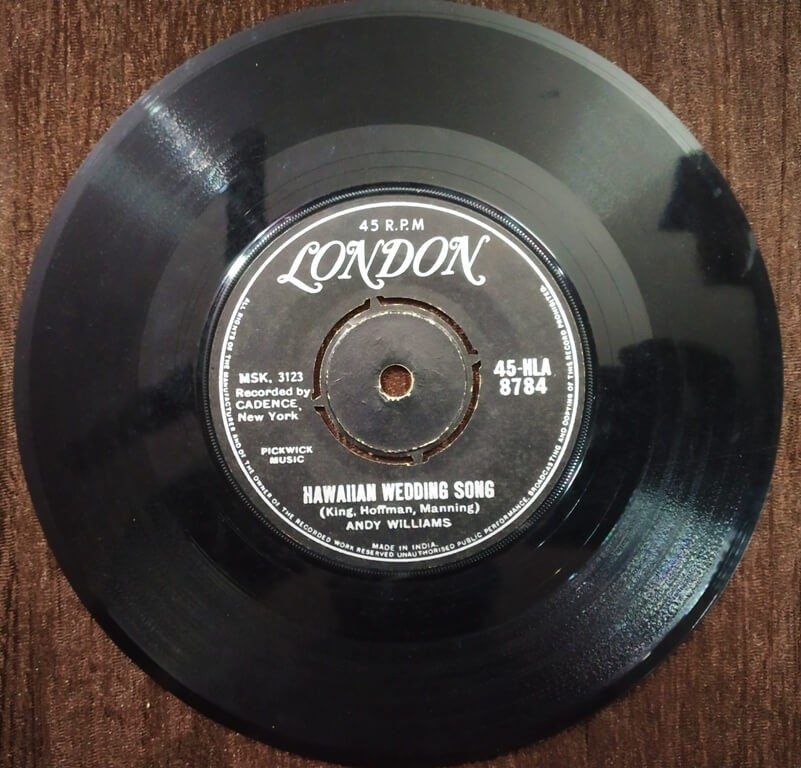 45 R.P.M
LONDON
MSK. 3123
Recorded by
CADENCE,
New York
45-HLA
8784
PICKWICK
MUSIC
HAWAIIAN WEDDING SONG
(King, Hoffman, Manning)
ANDY WILLIAMS
MADE IN INDIA.
ALL RIGHTS OF THE MANUFACTURER AND OF THE OWNER OF THE RECORDED WORK RESERVED UNAUTHORISED PUBLIC PERFORMANCE, BROADCASTING AND COPYING OF THIS RECORD PROHIBITED.